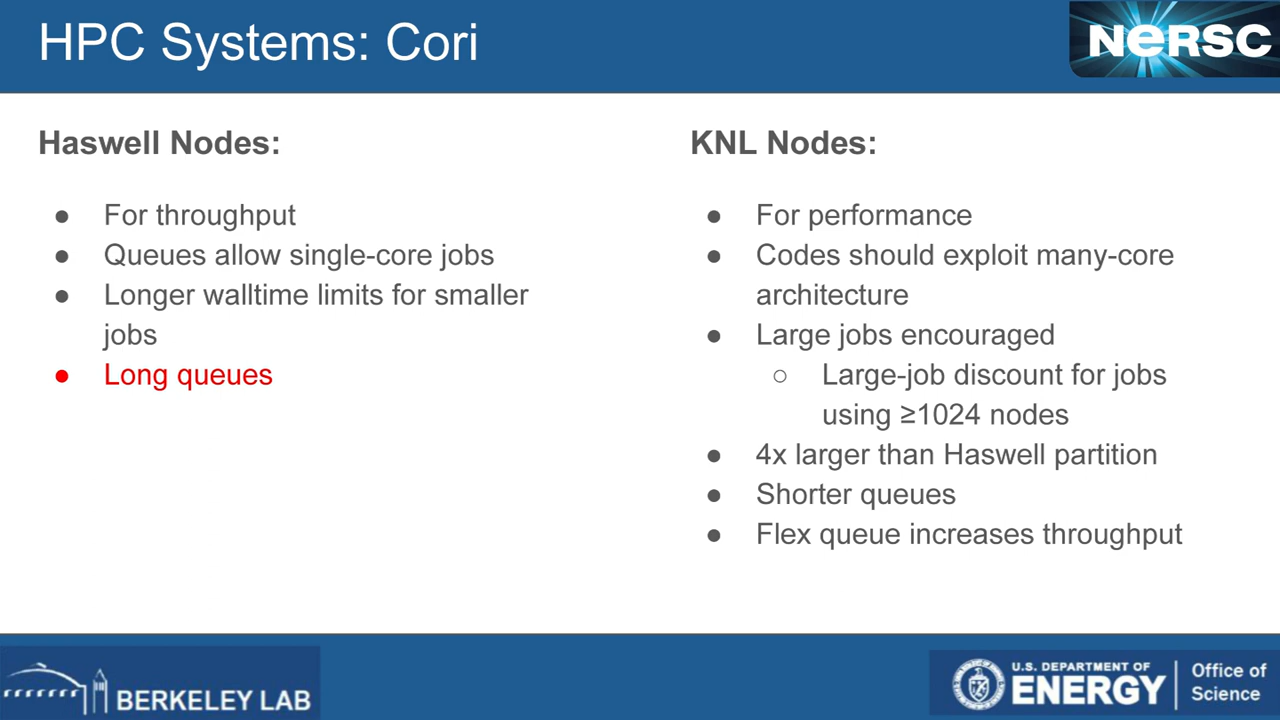 HPC Systems: Cori
NERSC
Haswell Nodes:
● For throughput
● Queues allow single-core jobs
● Longer walltime limits for smaller
jobs
● Long queues
KNL Nodes:
● For performance
● Codes should exploit many-core
architecture
● Large jobs encouraged
○ Large-job discount for jobs
using ≥1024 nodes
● 4x larger than Haswell partition
● Shorter queues
● Flex queue increases throughput
BERKELEY LAB
U.S. DEPARTMENT OF
ENERGY
Office of
Science